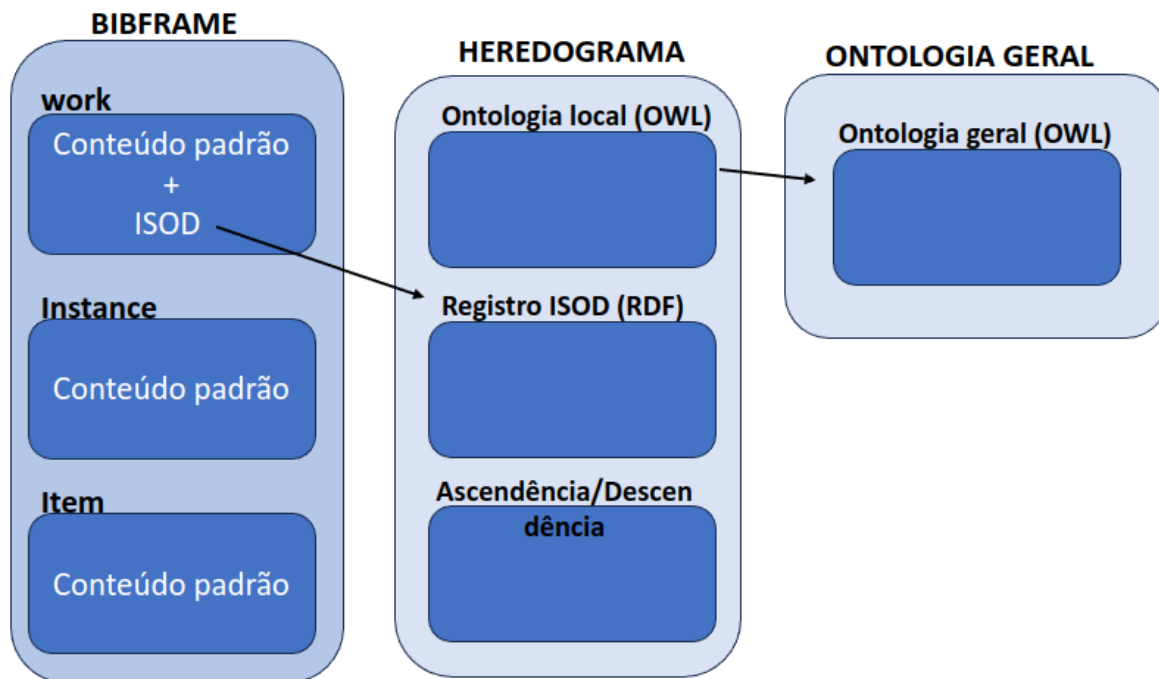 BIBFRAME
work
Conteúdo padrão
+
ISOD
Instance
Conteúdo padrão
Item
Conteúdo padrão
HEREDOGRAMA
Ontologia local (OWL)
Registro ISOD (RDF)
Ascendência/Descen
dência
ONTOLOGIA GERAL
Ontologia geral (OWL)